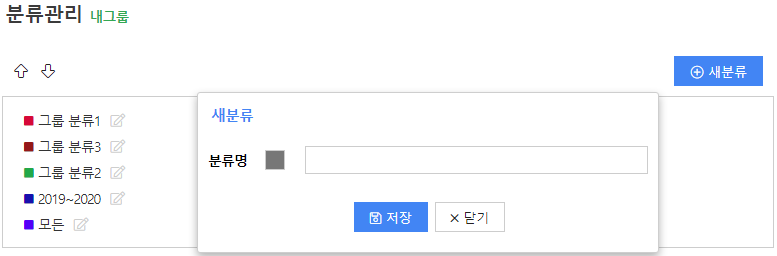 분류관리 내그룹
새분류
그룹 분류1
그룹 분류3
그룹 분류2
2019~2020
모든
새분류
분류명
저장 닫기